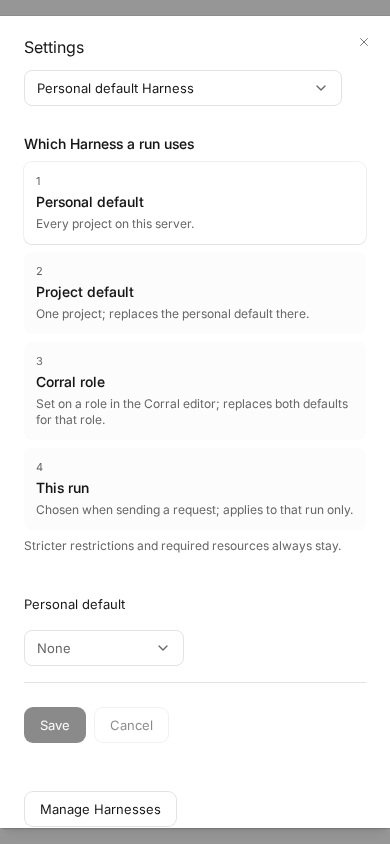 Settings
Personal default Harness
Which Harness a run uses
1
Personal default
Every project on this server.
2
Project default
One project; replaces the personal default there.
3
Corral role
Set on a role in the Corral editor; replaces both defaults
for that role.
4
This run
Chosen when sending a request; applies to that run only.
Stricter restrictions and required resources always stay.
Personal default
None
Save
Cancel
Manage Harnesses